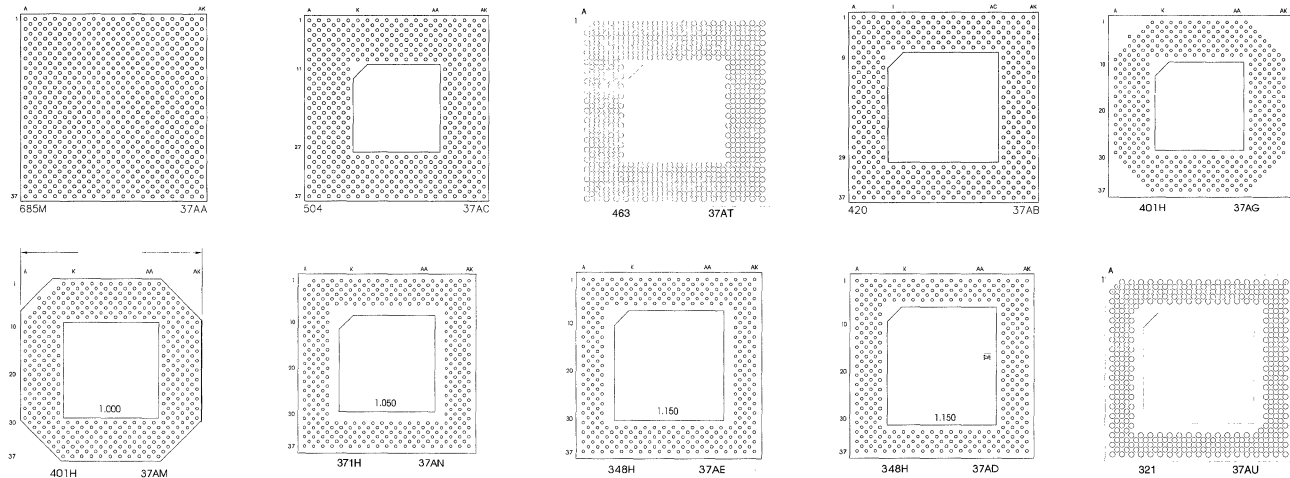 A AK
1
37
685M 37AA
A K AA AK
1
11
27
37
504 37AC
A
1
463 37AT
A I AC AK
1
9
29
37
420 37AB
A K AA AK
1
10
20
30
37
401H 37AG
A K AA AK
1
10
20
30
37
1.000
401H 37AM
A K AA AK
1
10
20
30
37
1.050
371H 37AN
A K AA AK
1
10
20
30
37
1.150
348H 37AE
A K AA AK
1
10
20
30
37
1.150
348H 37AD
A
1
321 37AU